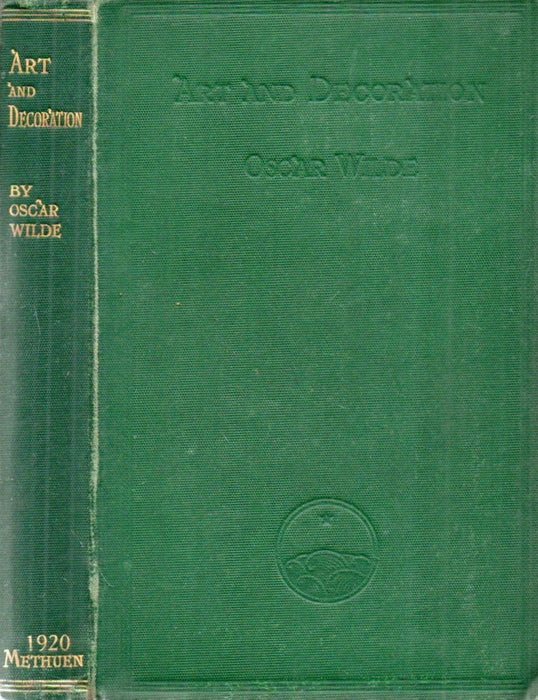 ART
AND
DECORATION
BY
OSCAR
WILDE
1920
METHUEN
ART AND DECORATION
OSCAR WILDE